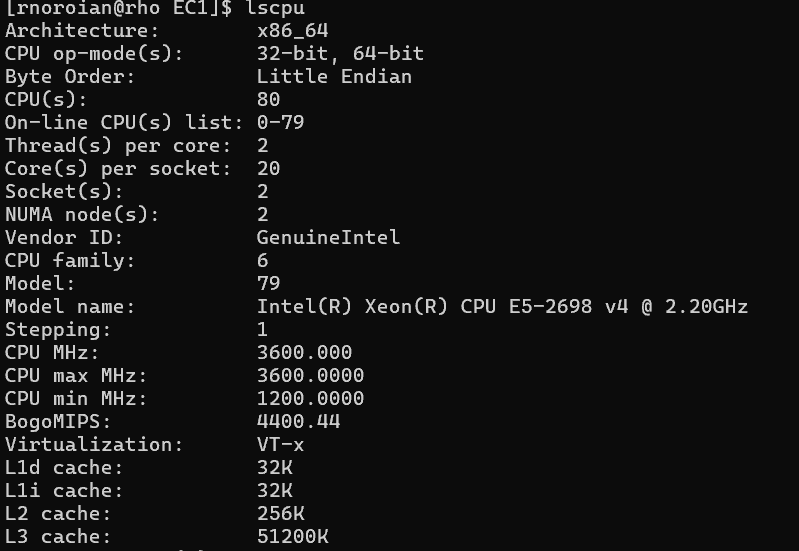 [rnoroian@rho EC1]$ lscpu
Architecture: x86_64
CPU op-mode(s): 32-bit, 64-bit
Byte Order: Little Endian
CPU(s): 80
On-line CPU(s) list: 0-79
Thread(s) per core: 2
Core(s) per socket: 20
Socket(s): 2
NUMA node(s): 2
Vendor ID: GenuineIntel
CPU family: 6
Model: 79
Model name: Intel(R) Xeon(R) CPU E5-2698 v4 @ 2.20GHz
Stepping: 1
CPU MHz: 3600.000
CPU max MHz: 3600.0000
CPU min MHz: 1200.0000
BogoMIPS: 4400.44
Virtualization: VT-x
L1d cache: 32K
L1i cache: 32K
L2 cache: 256K
L3 cache: 51200K